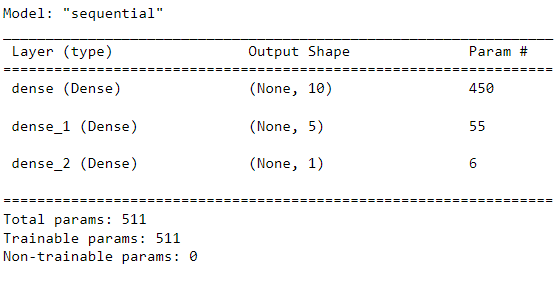 Model: "sequential"
_________________________________________________________________
Layer (type)                Output Shape              Param #
=================================================================
dense (Dense)               (None, 10)                450
dense_1 (Dense)             (None, 5)                 55
dense_2 (Dense)             (None, 1)                 6
=================================================================
Total params: 511
Trainable params: 511
Non-trainable params: 0